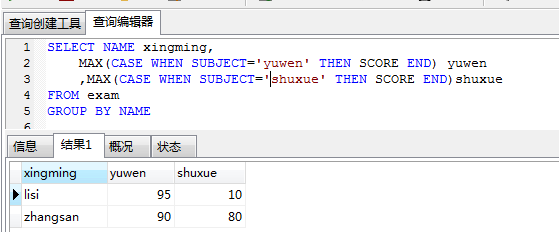 查询创建工具 查询编辑器
1 SELECT NAME xingming,
2 MAX(CASE WHEN SUBJECT='yuwen' THEN SCORE END) yuwen
3 ,MAX(CASE WHEN SUBJECT='shuxue' THEN SCORE END)shuxue
4 FROM exam
5 GROUP BY NAME
6
信息 结果1 概况 状态
xingming yuwen shuxue
lisi 95 10
zhangsan 90 80